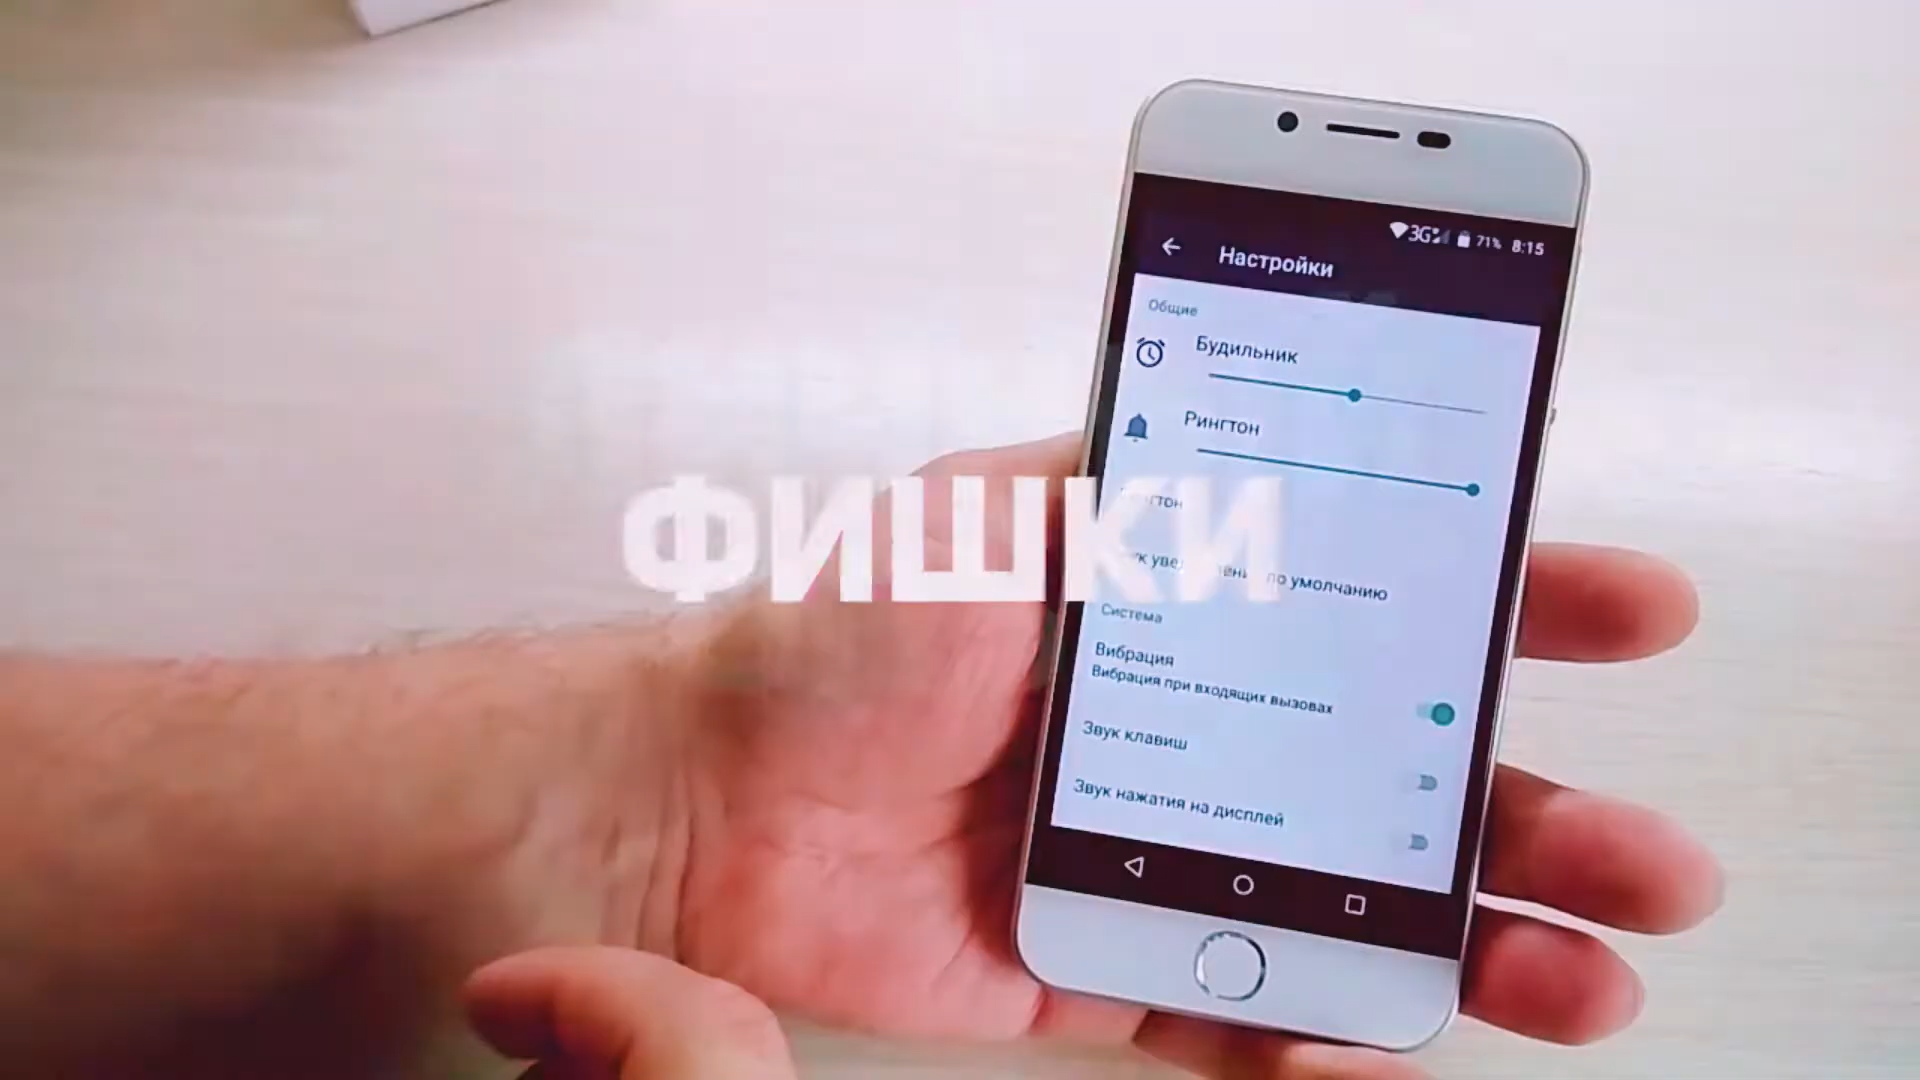 3G 71% 8:15
Настройки
Общие
Будильник
Рингтон
ФИШКИ
по умолчанию
Система
Вибрация
Вибрация при входящих вызовах
Звук клавиш
Звук нажатия на дисплей